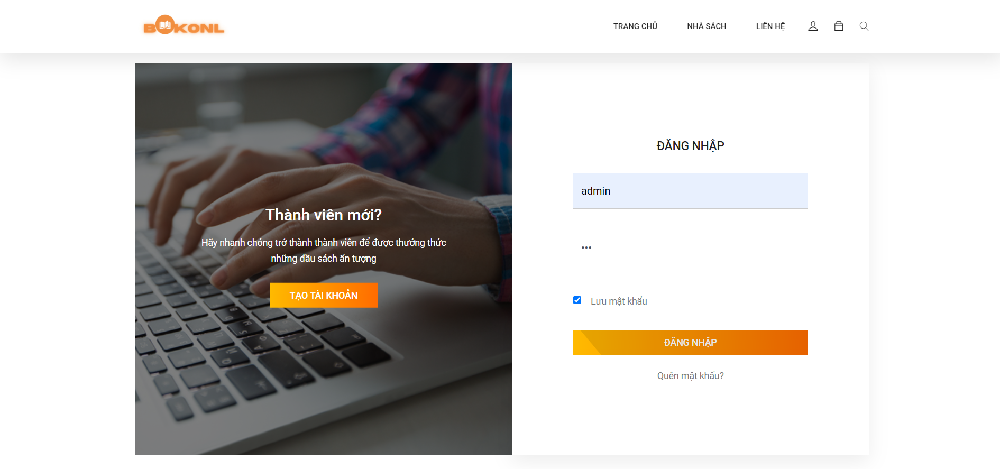 BOOKONL
TRANG CHỦ
NHÀ SÁCH
LIÊN HỆ
Thành viên mới?
Hãy nhanh chóng trở thành thành viên để được thưởng thức
những đầu sách ấn tượng
TẠO TÀI KHOẢN
ĐĂNG NHẬP
admin
•••
Lưu mật khẩu
ĐĂNG NHẬP
Quên mật khẩu?